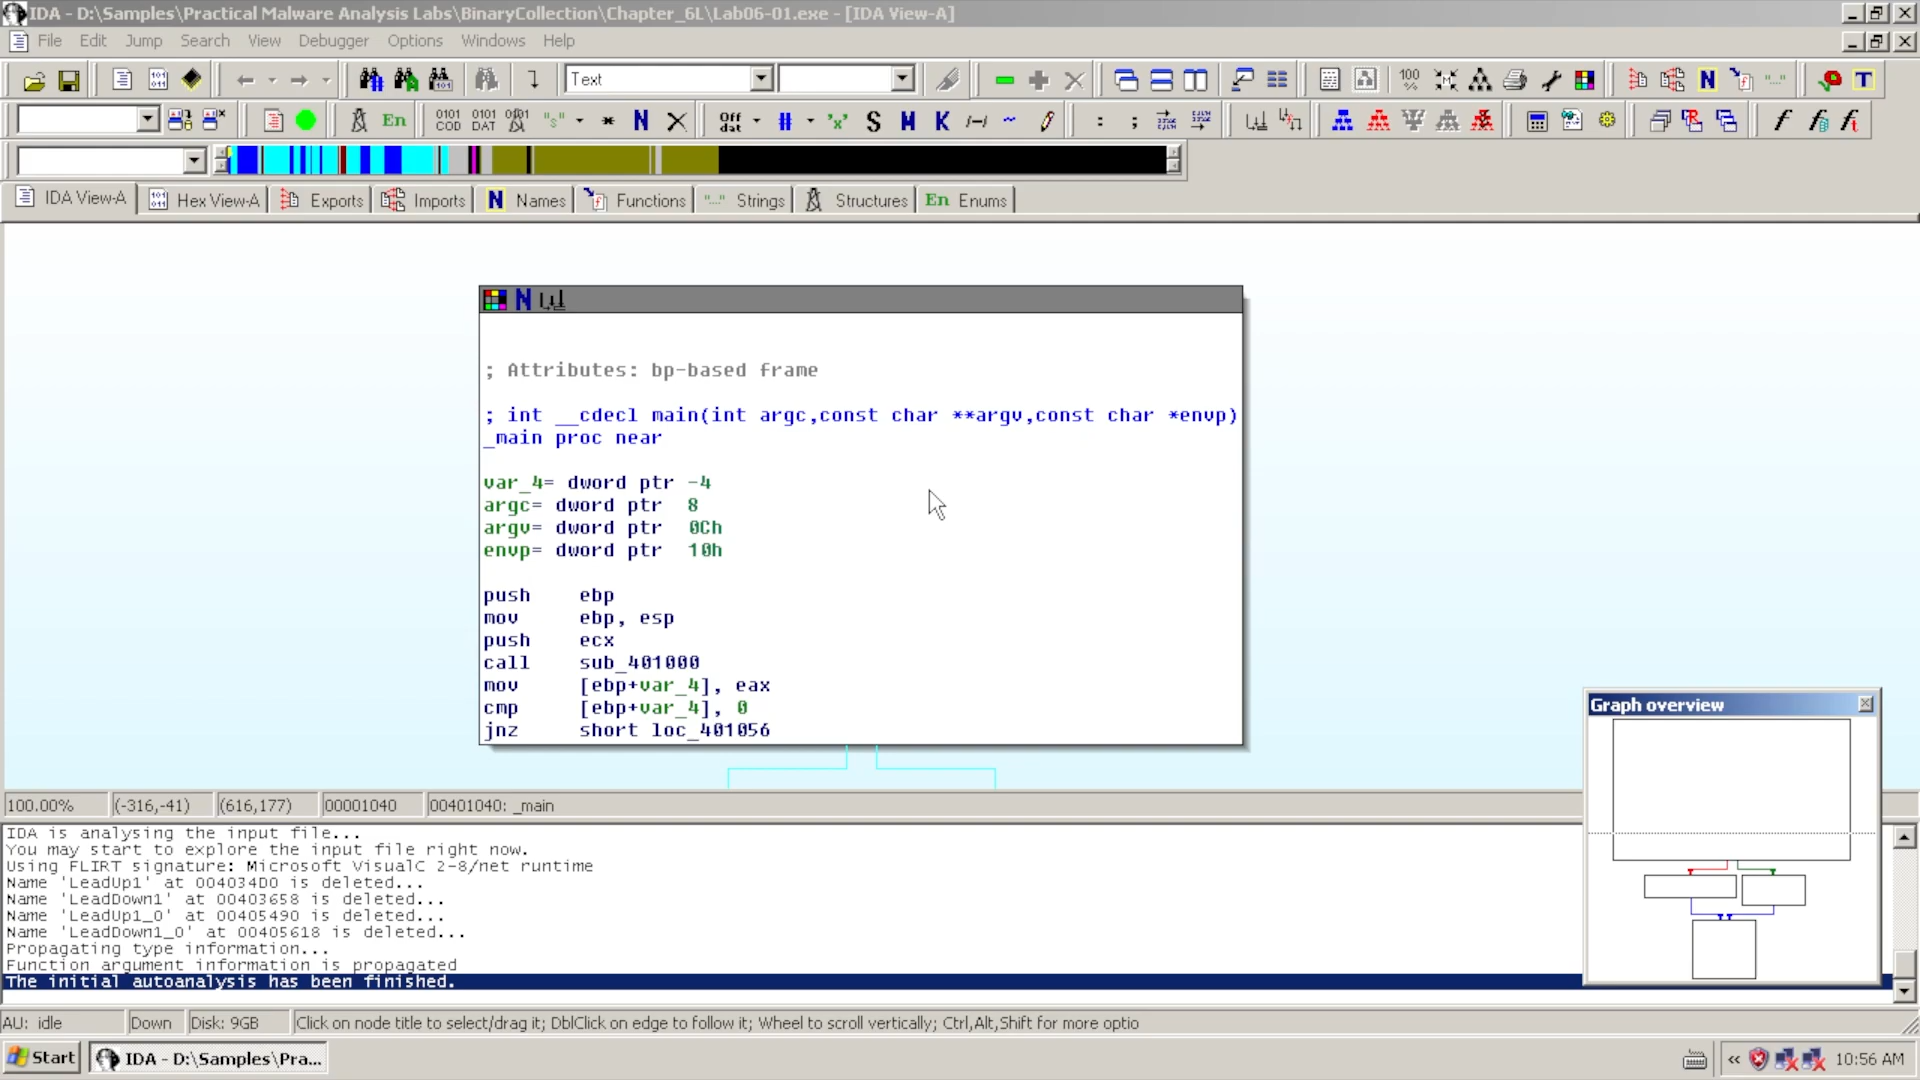 IDA - D:\Samples\Practical Malware Analysis Labs\BinaryCollection\Chapter_6L\Lab06-01.exe - [IDA View-A]
File Edit Jump Search View Debugger Options Windows Help
Text
100 %
En
0101 COD
0101 DAT
"s"
* N
Off dat
# 'x' S M K
: ;
IDA View-A
Hex View-A
Exports
Imports
N Names
Functions
Strings
Structures
En Enums
N
; Attributes: bp-based frame
; int __cdecl main(int argc,const char **argv,const char *envp)
_main proc near
var_4= dword ptr -4
argc= dword ptr 8
argv= dword ptr 0Ch
envp= dword ptr 10h
push ebp
mov ebp, esp
push ecx
call sub_401000
mov [ebp+var_4], eax
cmp [ebp+var_4], 0
jnz short loc_401056
Graph overview
100.00% (-316,-41) (616,177) 00001040 00401040: _main
IDA is analysing the input file...
You may start to explore the input file right now.
Using FLIRT signature: Microsoft VisualC 2-8/net runtime
Name 'LeadUp1' at 004034D0 is deleted...
Name 'LeadDown1' at 00403658 is deleted...
Name 'LeadUp1_0' at 00405490 is deleted...
Name 'LeadDown1_0' at 00405618 is deleted...
Propagating type information...
Function argument information is propagated
The initial autoanalysis has been finished.
AU: idle Down Disk: 9GB Click on node title to select/drag it; DblClick on edge to follow it; Wheel to scroll vertically; Ctrl,Alt,Shift for more optio
Start IDA - D:\Samples\Pra... « 10:56 AM